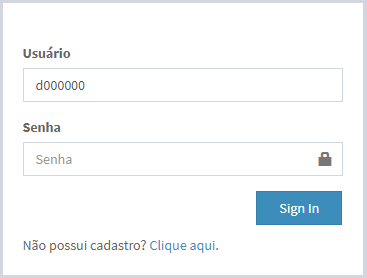 Usuário
d000000
Senha
Senha
Sign In
Não possui cadastro? Clique aqui.